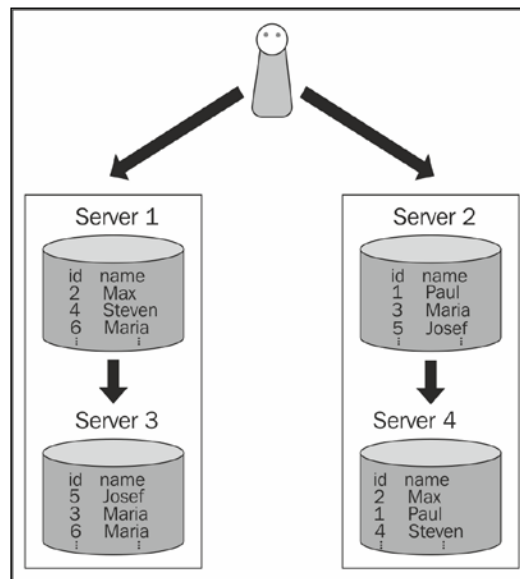 Server 1
id name
2 Max
4 Steven
6 Maria
⋮ ⋮
Server 2
id name
1 Paul
3 Maria
5 Josef
⋮ ⋮
Server 3
id name
5 Josef
3 Maria
6 Maria
⋮ ⋮
Server 4
id name
2 Max
1 Paul
4 Steven
⋮ ⋮